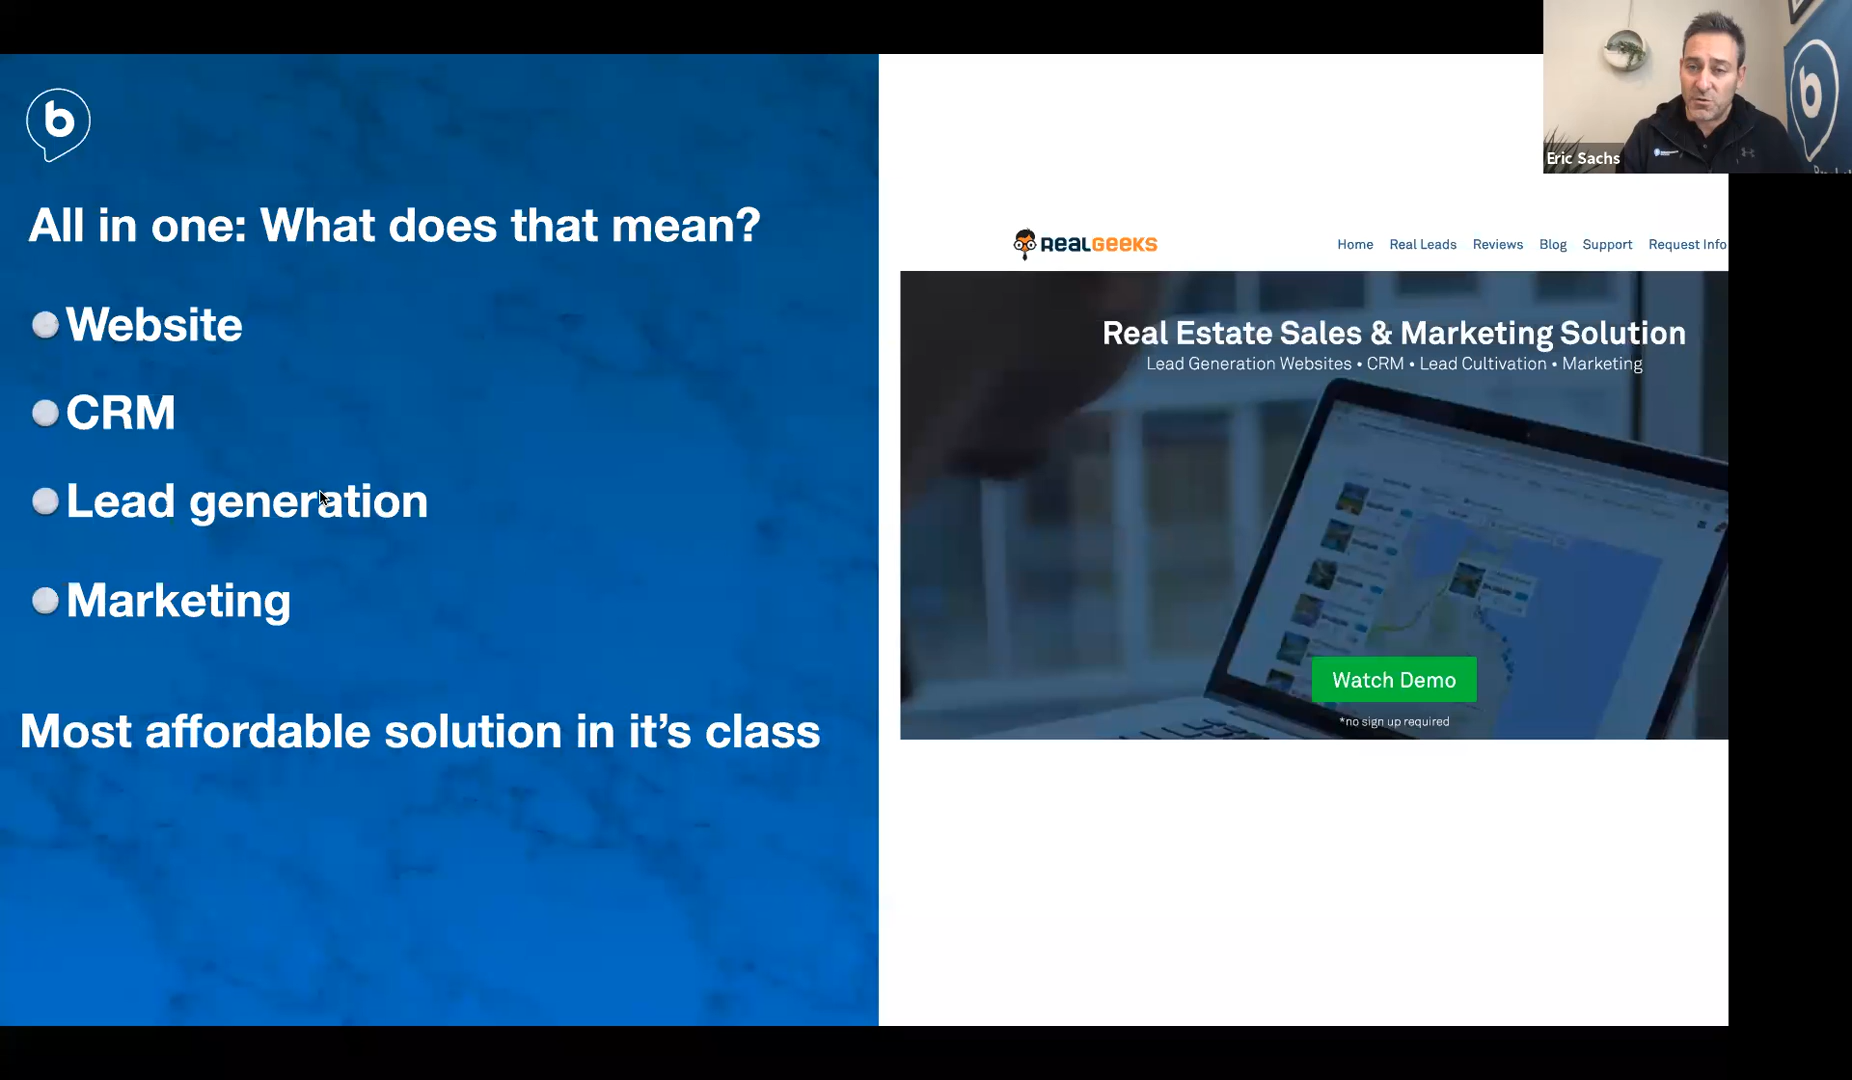 b
All in one: What does that mean?
Website
CRM
Lead generation
Marketing
Most affordable solution in it’s class
REALGEEKS
Home Real Leads Reviews Blog Support Request Info
Real Estate Sales & Marketing Solution
Lead Generation Websites • CRM • Lead Cultivation • Marketing
Watch Demo
*no sign up required
Eric Sachs
b